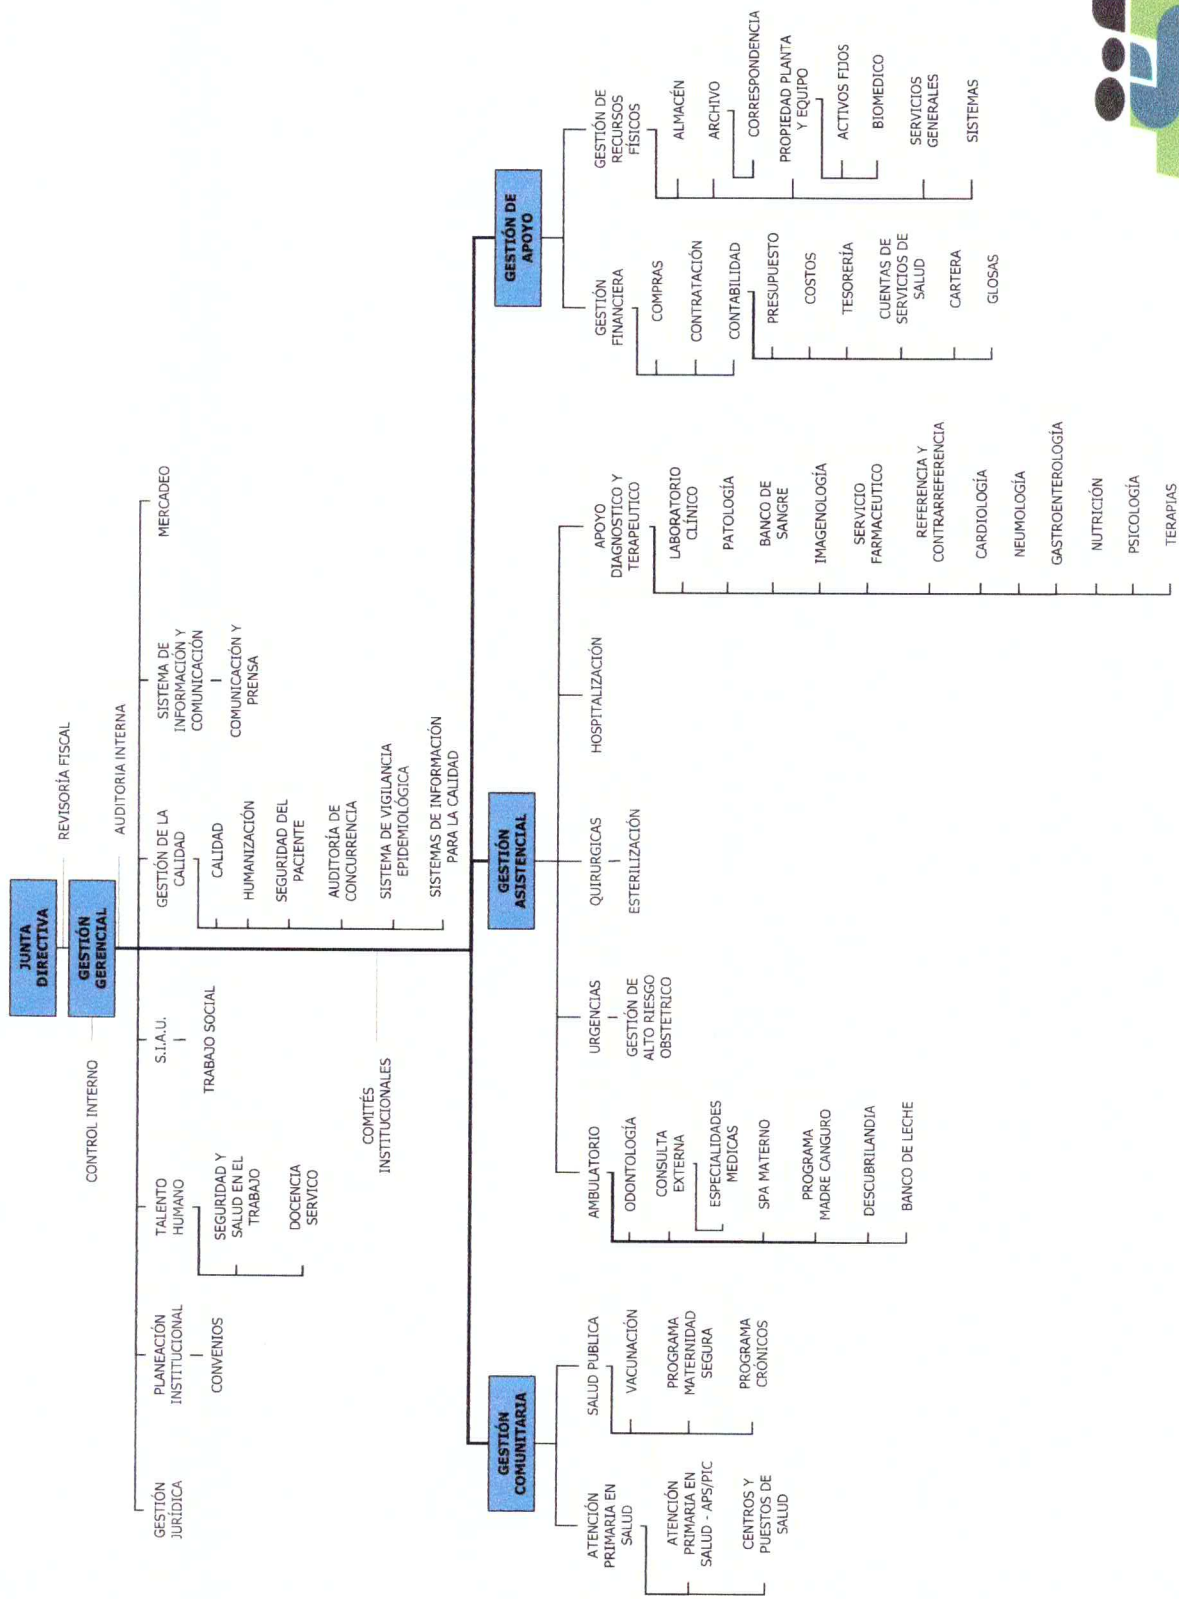 JUNTA
DIRECTIVA
REVISORÍA FISCAL
GESTIÓN
GERENCIAL
CONTROL INTERNO
AUDITORIA INTERNA
GESTIÓN
JURÍDICA
PLANEACIÓN
INSTITUCIONAL
CONVENIOS
TALENTO
HUMANO
SEGURIDAD Y
SALUD EN EL
TRABAJO
DOCENCIA
SERVICO
S.I.A.U.
TRABAJO SOCIAL
GESTIÓN DE LA
CALIDAD
CALIDAD
HUMANIZACIÓN
SEGURIDAD DEL
PACIENTE
AUDITORÍA DE
CONCURRENCIA
SISTEMA DE VIGILANCIA
EPIDEMIOLÓGICA
SISTEMAS DE INFORMACIÓN
PARA LA CALIDAD
SISTEMA DE
INFORMACIÓN Y
COMUNICACIÓN
COMUNICACIÓN Y
PRENSA
MERCADEO
COMITÉS
INSTITUCIONALES
GESTIÓN
COMUNITARIA
ATENCIÓN
PRIMARIA EN
SALUD
ATENCIÓN
PRIMARIA EN
SALUD - APS/PIC
CENTROS Y
PUESTOS DE
SALUD
SALUD PUBLICA
VACUNACIÓN
PROGRAMA
MATERNIDAD
SEGURA
PROGRAMA
CRÓNICOS
GESTIÓN
ASISTENCIAL
AMBULATORIO
ODONTOLOGÍA
CONSULTA
EXTERNA
ESPECIALIDADES
MEDICAS
SPA MATERNO
PROGRAMA
MADRE CANGURO
DESCUBRILANDIA
BANCO DE LECHE
URGENCIAS
GESTIÓN DE
ALTO RIESGO
OBSTETRICO
QUIRURGICAS
ESTERILIZACIÓN
HOSPITALIZACIÓN
APOYO
DIAGNOSTICO Y
TERAPEUTICO
LABORATORIO
CLÍNICO
PATOLOGÍA
BANCO DE
SANGRE
IMAGENOLOGÍA
SERVICIO
FARMACEUTICO
REFERENCIA Y
CONTRARREFERENCIA
CARDIOLOGÍA
NEUMOLOGÍA
GASTROENTEROLOGÍA
NUTRICIÓN
PSICOLOGÍA
TERAPIAS
GESTIÓN DE
APOYO
GESTIÓN
FINANCIERA
COMPRAS
CONTRATACIÓN
CONTABILIDAD
PRESUPUESTO
COSTOS
TESORERÍA
CUENTAS DE
SERVICIOS DE
SALUD
CARTERA
GLOSAS
GESTIÓN DE
RECURSOS
FÍSICOS
ALMACÉN
ARCHIVO
CORRESPONDENCIA
PROPIEDAD PLANTA
Y EQUIPO
ACTIVOS FIJOS
BIOMEDICO
SERVICIOS
GENERALES
SISTEMAS